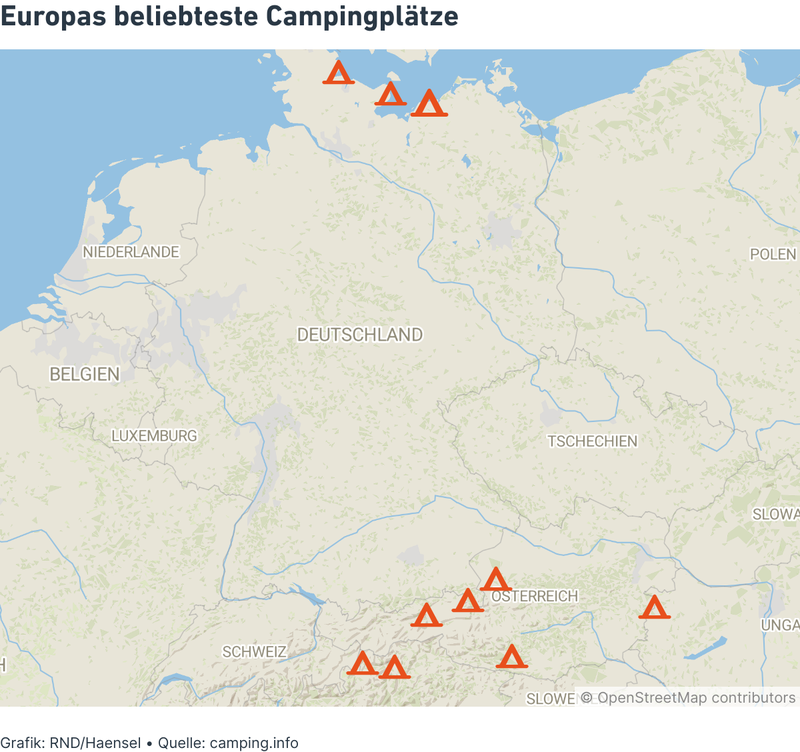 Europas beliebteste Campingplätze
NIEDERLANDE
POLEN
DEUTSCHLAND
BELGIEN
LUXEMBURG
TSCHECHIEN
SLOWA
ÖSTERREICH
UNGA
SCHWEIZ
H
SLOWE
© OpenStreetMap contributors
Grafik: RND/Haensel • Quelle: camping.info